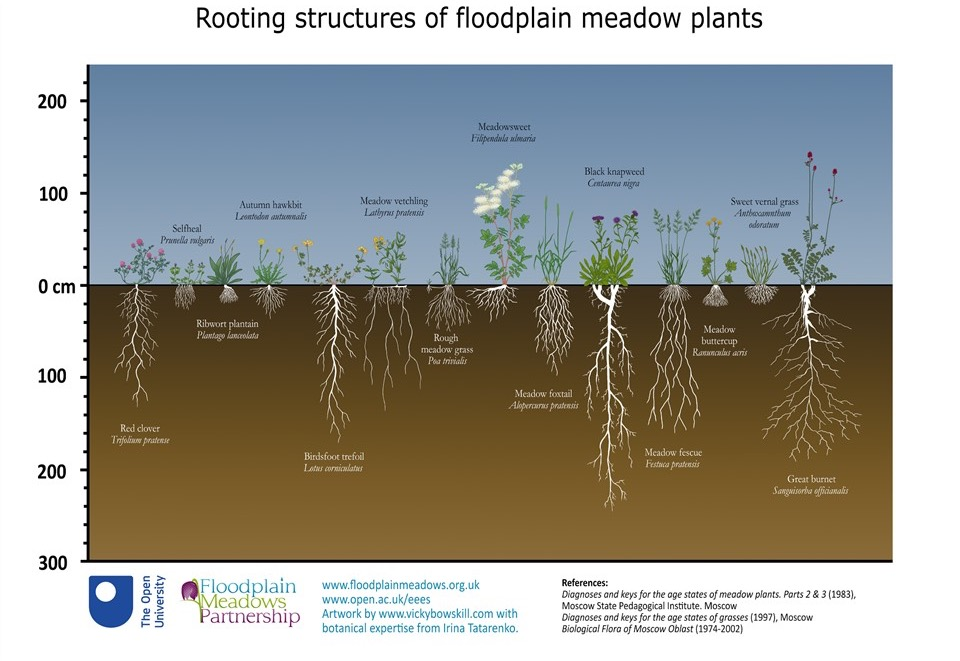 Rooting structures of floodplain meadow plants
200
100
0 cm
100
200
300
Meadowsweet
Filipendula ulmaria
Black knapweed
Centaurea nigra
Autumn hawkbit
Leontodon autumnalis
Meadow vetchling
Lathyrus pratensis
Sweet vernal grass
Anthoxamnthum
odoratum
Selfheal
Prunella vulgaris
Ribwort plantain
Plantago lanceolata
Rough
meadow grass
Poa trivialis
Meadow
buttercup
Ranunculus acris
Meadow foxtail
Alopercurus pratensis
Red clover
Trifolium pratense
Birdsfoot trefoil
Lotus corniculatus
Meadow fescue
Festuca pratensis
Great burnet
Sanguisorba officianalis
The Open
University
Floodplain
Meadows
Partnership
www.floodplainmeadows.org.uk
www.open.ac.uk/eees
Artwork by www.vickybowskill.com with
botanical expertise from Irina Tatarenko.
References:
Diagnoses and keys for the age states of meadow plants. Parts 2 & 3 (1983),
Moscow State Pedagogical Institute. Moscow
Diagnoses and keys for the age states of grasses (1997), Moscow
Biological Flora of Moscow Oblast (1974-2002)